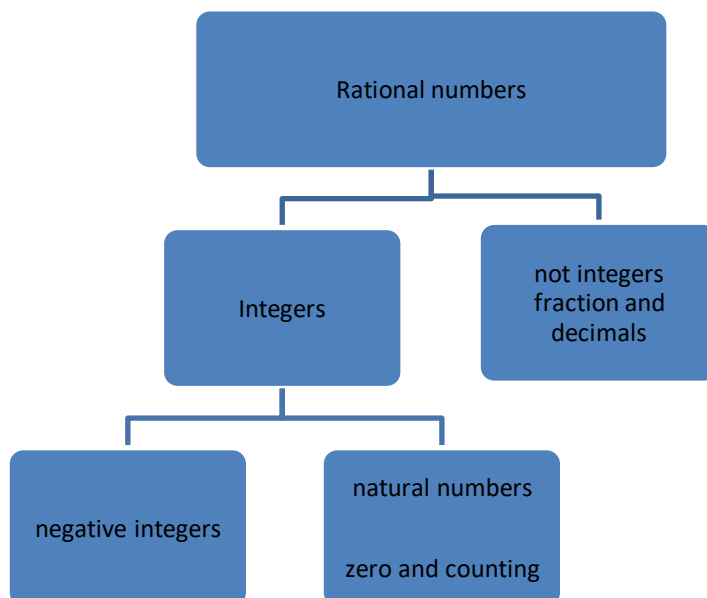 Rational numbers
Integers
not integers
fraction and
decimals
negative integers
natural numbers
zero and counting